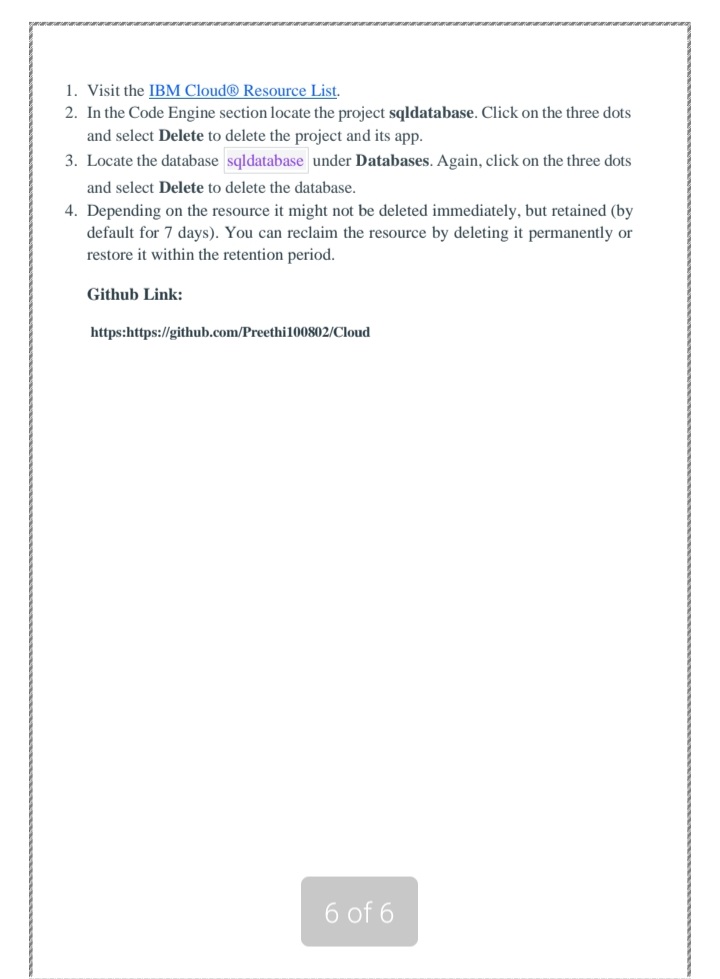 1. Visit the IBM Cloud® Resource List.
2. In the Code Engine section locate the project sqldatabase. Click on the three dots
and select Delete to delete the project and its app.
3. Locate the database sqldatabase under Databases. Again, click on the three dots
and select Delete to delete the database.
4. Depending on the resource it might not be deleted immediately, but retained (by
default for 7 days). You can reclaim the resource by deleting it permanently or
restore it within the retention period.
Github Link:
https:https://github.com/Preethi100802/Cloud
6 of 6